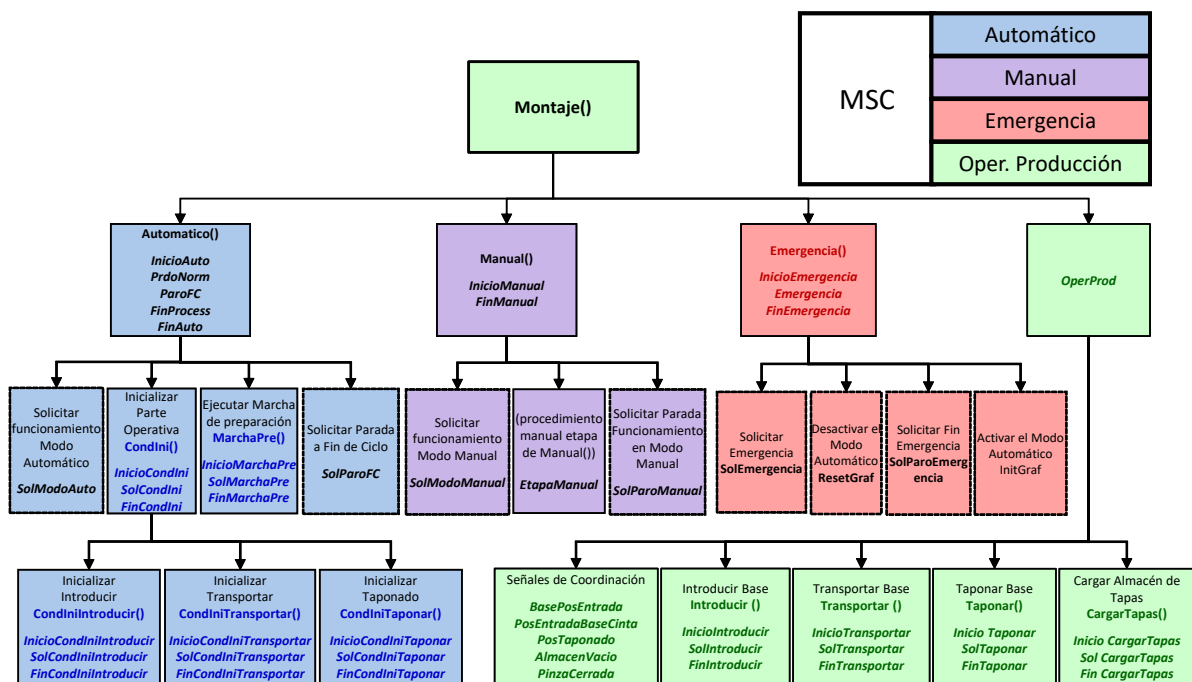 MSC
Automático
Manual
Emergencia
Oper. Producción
Montaje()
Automatico()
InicioAuto
PrdoNorm
ParoFC
FinProcess
FinAuto
Manual()
InicioManual
FinManual
Emergencia()
InicioEmergencia
Emergencia
FinEmergencia
OperProd
Solicitar
funcionamiento
Modo
Automático
SolModoAuto
Inicializar
Parte
Operativa
CondIni()
InicioCondIni
SolCondIni
FinCondIni
Ejecutar Marcha
de preparación
MarchaPre()
InicioMarchaPre
SolMarchaPre
FinMarchaPre
Solicitar Parada
a Fin de Ciclo
SolParoFC
Solicitar
funcionamiento
Modo Manual
SolModoManual
(procedimiento
manual etapa
de Manual())
EtapaManual
Solicitar Parada
Funcionamiento
en Modo
Manual
SolParoManual
Solicitar
Emergencia
SolEmergencia
Desactivar el
Modo
Automático
ResetGraf
Solicitar Fin
Emergencia
SolParoEmerg
encia
Activar el Modo
Automático
InitGraf
Inicializar
Introducir
CondIniIntroducir()
InicioCondIniIntroducir
SolCondIniIntroducir
FinCondIniIntroducir
Inicializar
Transportar
CondIniTransportar()
InicioCondIniTransportar
SolCondIniTransportar
FinCondIniTransportar
Inicializar
Taponado
CondIniTaponar()
InicioCondIniTaponar
SolCondIniTaponar
FinCondIniTaponar
Señales de Coordinación
BasePosEntrada
PosEntradaBaseCinta
PosTaponado
AlmacenVacio
PinzaCerrada
Introducir Base
Introducir ()
InicioIntroducir
SolIntroducir
FinIntroducir
Transportar Base
Transportar ()
InicioTransportar
SolTransportar
FinTransportar
Taponar Base
Taponar()
Inicio Taponar
SolTaponar
FinTaponar
Cargar Almacén de
Tapas
CargarTapas()
Inicio CargarTapas
Sol CargarTapas
Fin CargarTapas